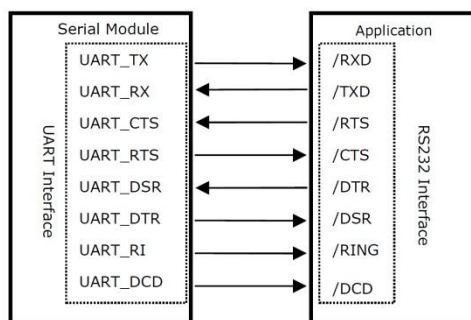 Serial Module
UART_TX
UART_RX
UART_CTS
UART_RTS
UART_DSR
UART_DTR
UART_RI
UART_DCD
UART Interface
Application
/RXD
/TXD
/RTS
/CTS
/DTR
/DSR
/RING
/DCD
RS232 Interface